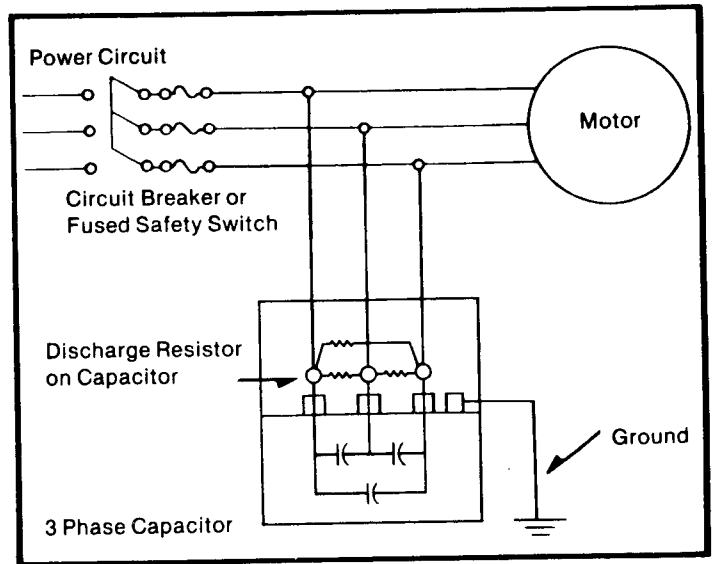 Power Circuit
Motor
Circuit Breaker or
Fused Safety Switch
Discharge Resistor
on Capacitor
Ground
3 Phase Capacitor